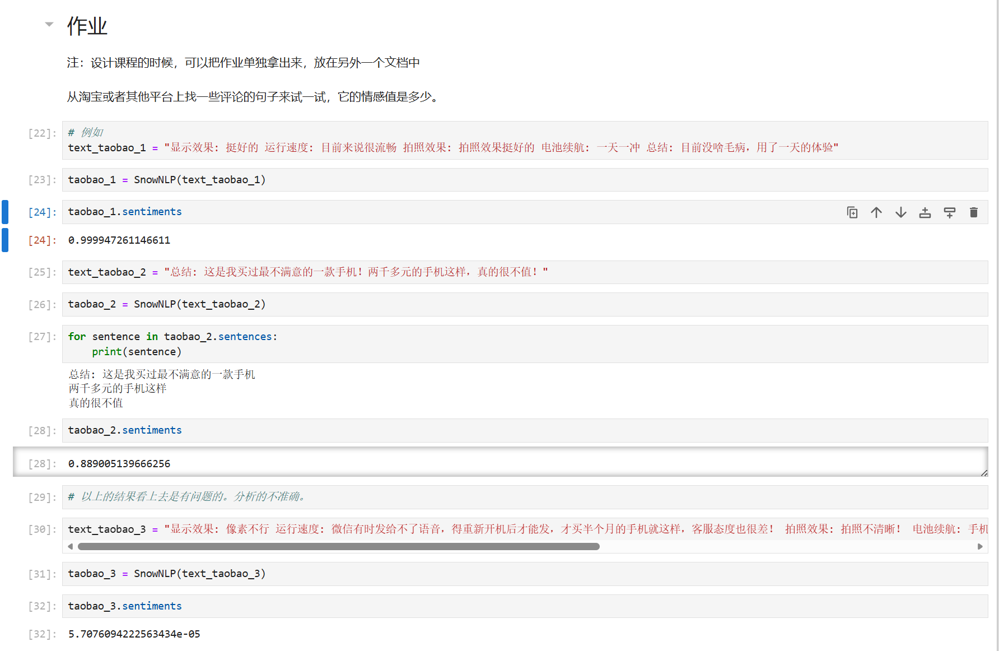 作业
注：设计课程的时候，可以把作业单独拿出来，放在另外一个文档中
从淘宝或者其他平台上找一些评论的句子来试一试，它的情感值是多少。
[22]: # 例如
text_taobao_1 = "显示效果: 挺好的 运行速度: 目前来说很流畅 拍照效果: 拍照效果挺好的 电池续航: 一天一冲 总结: 目前没啥毛病，用了一天的体验"
[23]: taobao_1 = SnowNLP(text_taobao_1)
[24]: taobao_1.sentiments
[24]: 0.999947261146611
[25]: text_taobao_2 = "总结: 这是我买过最不满意的一款手机！两千多元的手机这样，真的很不值！"
[26]: taobao_2 = SnowNLP(text_taobao_2)
[27]: for sentence in taobao_2.sentences:
print(sentence)
总结: 这是我买过最不满意的一款手机
两千多元的手机这样
真的很不值
[28]: taobao_2.sentiments
[28]: 0.889005139666256
[29]: # 以上的结果看上去是有问题的。分析的不准确。
[30]: text_taobao_3 = "显示效果: 像素不行 运行速度: 微信有时发给不了语音，得重新开机后才能发，才买半个月的手机就这样，客服态度也很差！ 拍照效果: 拍照不清晰！ 电池续航: 手机
[31]: taobao_3 = SnowNLP(text_taobao_3)
[32]: taobao_3.sentiments
[32]: 5.7076094222563434e-05